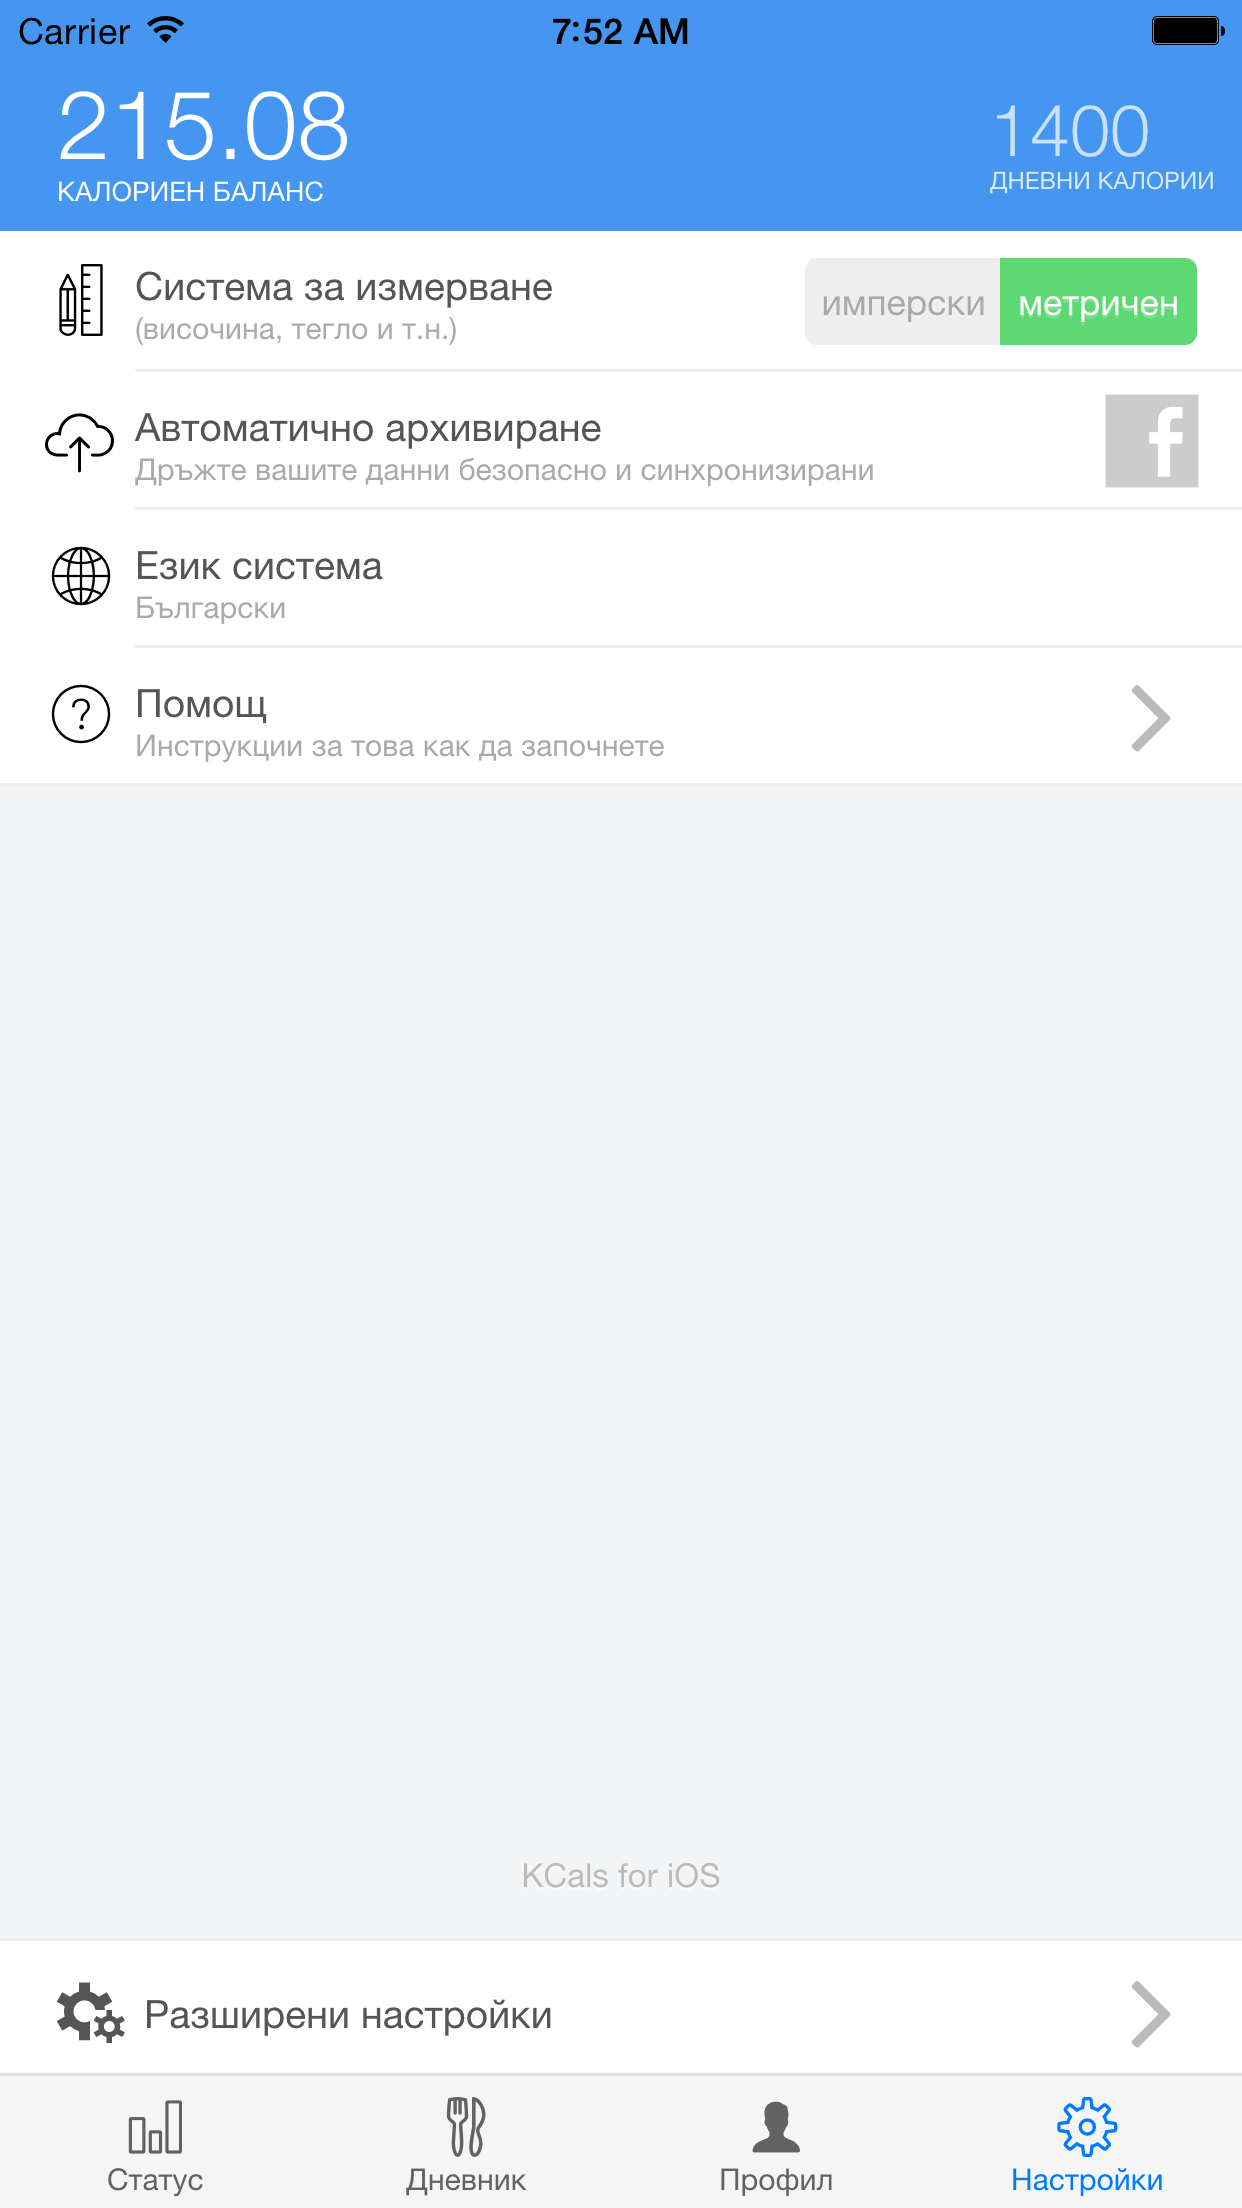 Carrier 7:52 AM
215.08
КАЛОРИЕН БАЛАНС
1400
ДНЕВНИ КАЛОРИИ
Система за измерване
(височина, тегло и т.н.)
имперски метричен
Автоматично архивиране
Дръжте вашите данни безопасно и синхронизирани
f
Език система
Български
?
Помощ
Инструкции за това как да започнете
KCals for iOS
Разширени настройки
Статус Дневник Профил Настройки